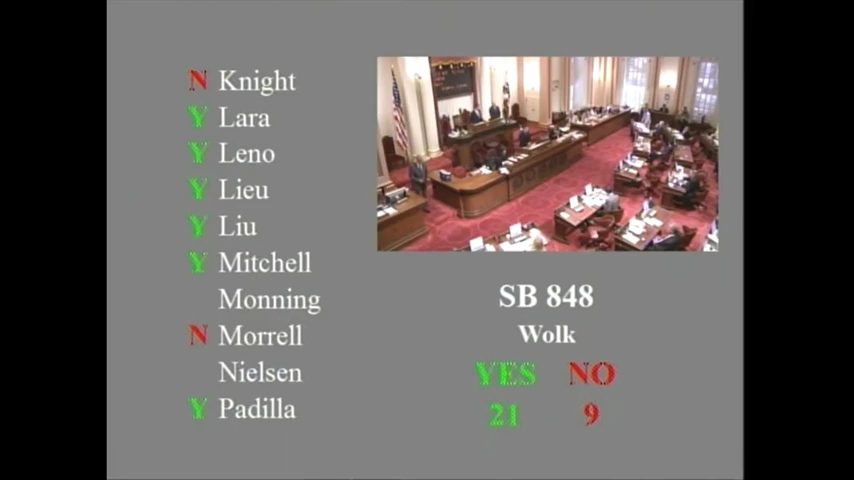 N Knight
Y Lara
Y Leno
Y Lieu
Y Liu
Y Mitchell
Monning
N Morrell
Nielsen
Y Padilla
SB 848
Wolk
YES NO
21 9